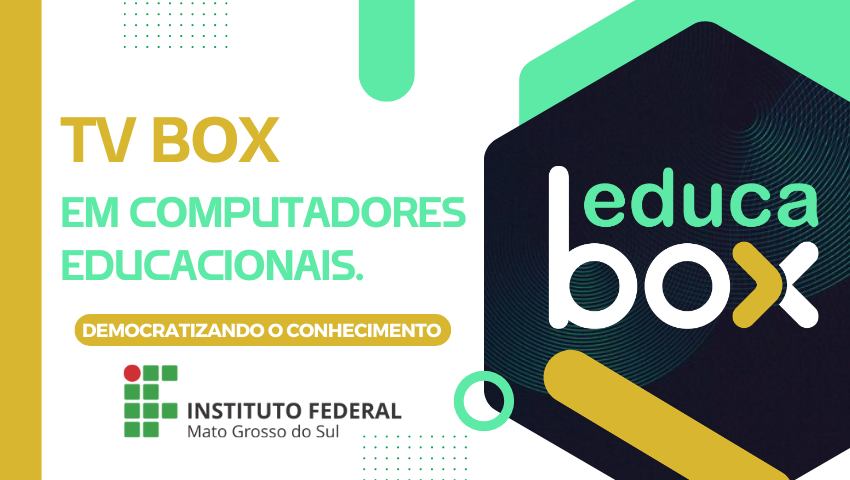 TV BOX
EM COMPUTADORES
EDUCACIONAIS.
DEMOCRATIZANDO O CONHECIMENTO
INSTITUTO FEDERAL
Mato Grosso do Sul
educa
box